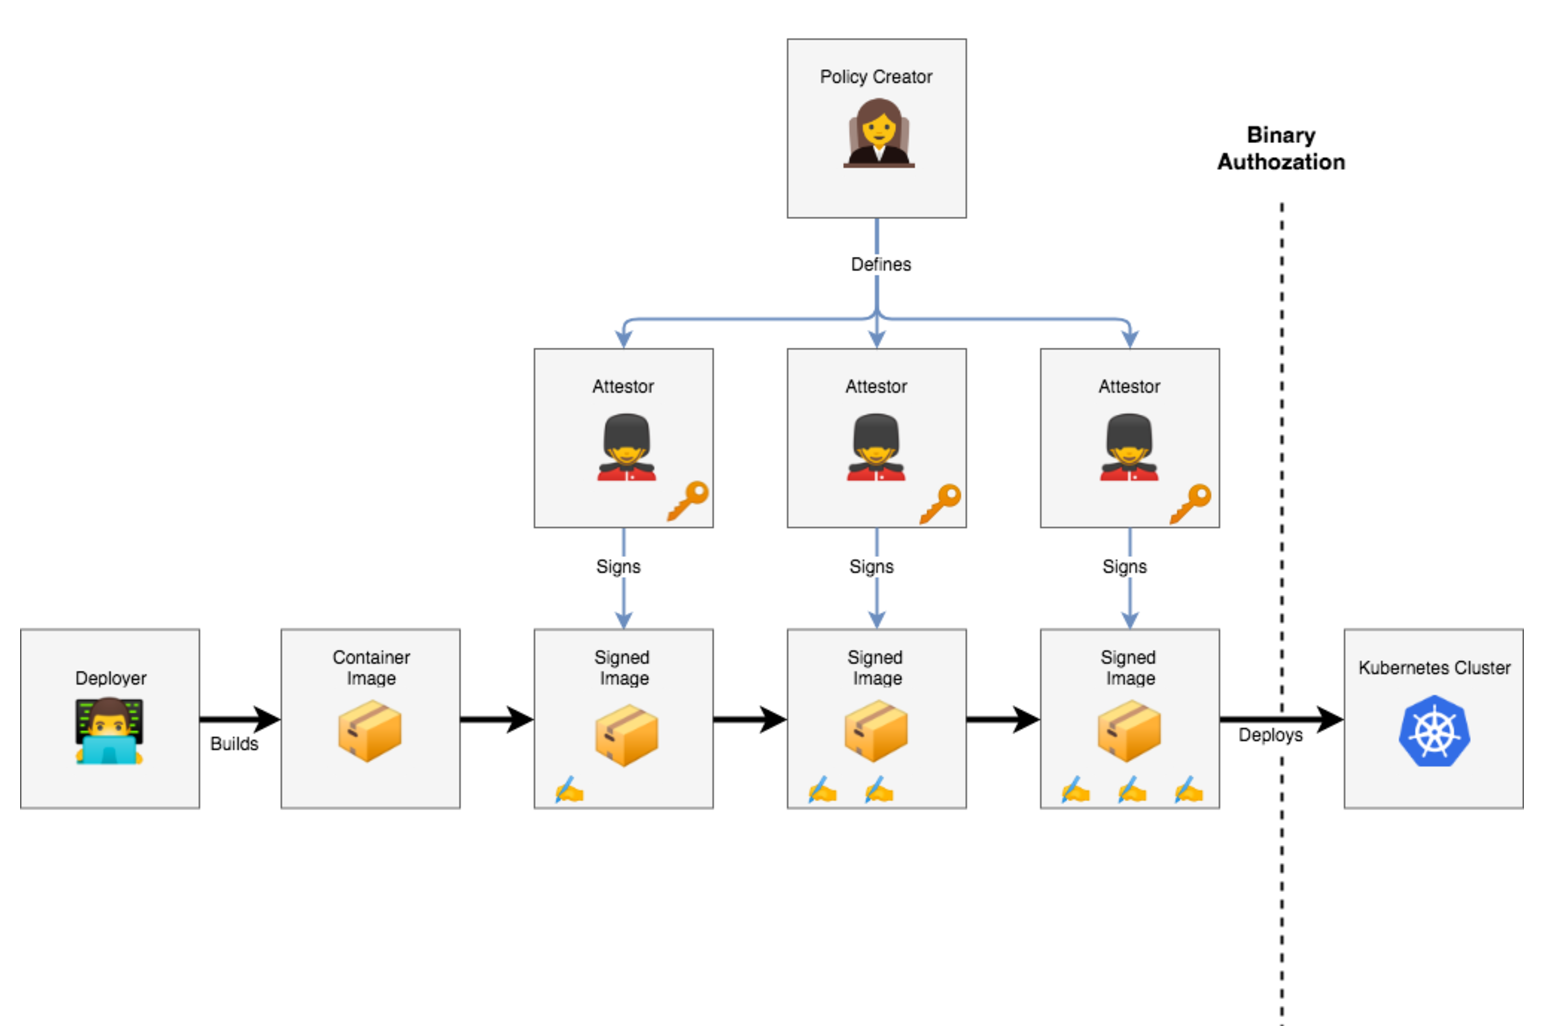 Policy Creator
Binary
Authozation
Defines
Attestor
Attestor
Attestor
Signs
Signs
Signs
Deployer
Builds
Container
Image
Signed
Image
Signed
Image
Signed
Image
Deploys
Kubernetes Cluster